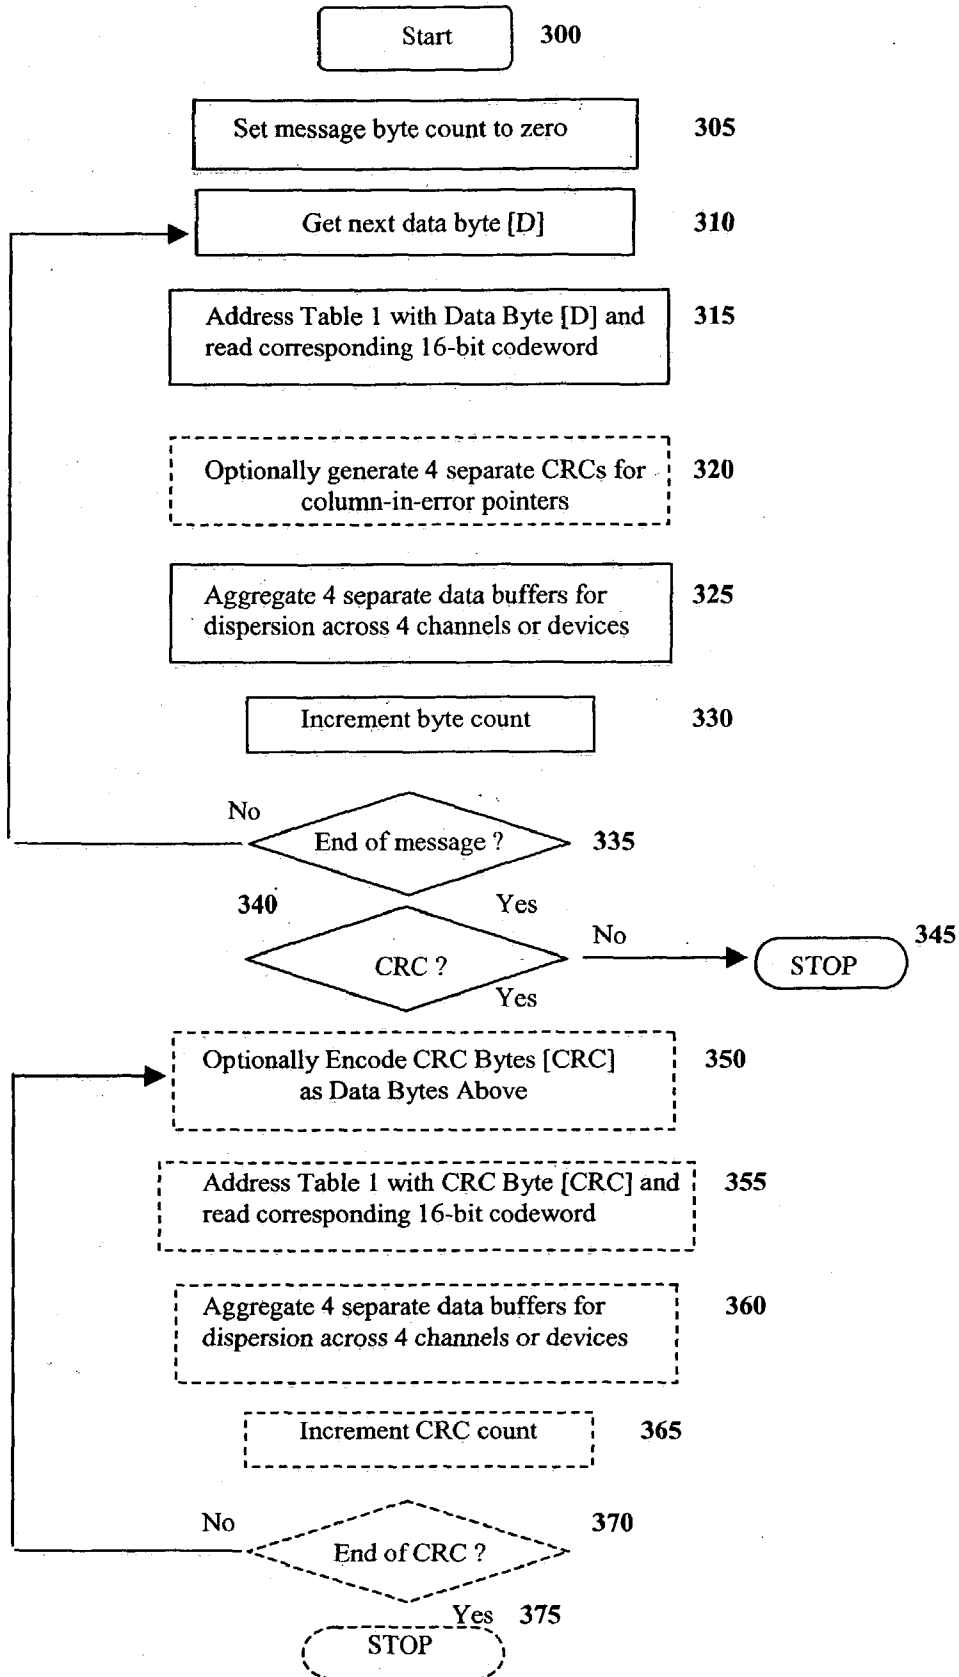 Start 300
Set message byte count to zero 305
Get next data byte [D] 310
Address Table 1 with Data Byte [D] and 315
read corresponding 16-bit codeword
Optionally generate 4 separate CRCs for 320
column-in-error pointers
Aggregate 4 separate data buffers for 325
dispersion across 4 channels or devices
Increment byte count 330
No
End of message ? 335
340 Yes
No 345
CRC ? STOP
Yes
Optionally Encode CRC Bytes [CRC] 350
as Data Bytes Above
Address Table 1 with CRC Byte [CRC] and 355
read corresponding 16-bit codeword
Aggregate 4 separate data buffers for 360
dispersion across 4 channels or devices
Increment CRC count 365
No 370
End of CRC ?
Yes 375
STOP